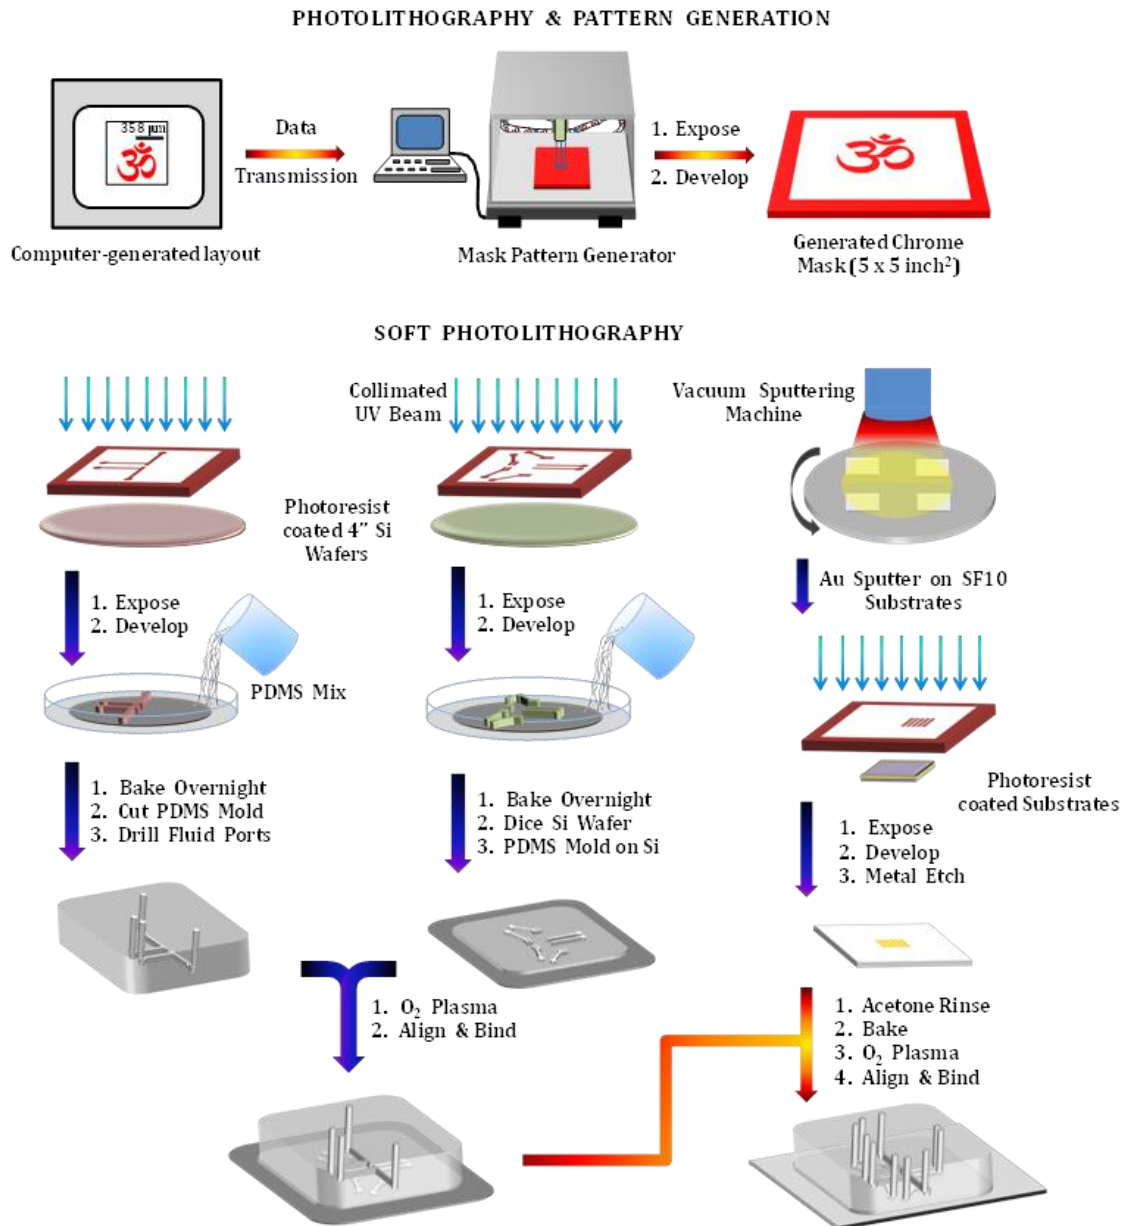 PHOTOLITHOGRAPHY & PATTERN GENERATION
358 µm
Data
Transmission
1. Expose
2. Develop
ॐ
ॐ
Computer-generated layout
Mask Pattern Generator
Generated Chrome
Mask (5 x 5 inch²)
SOFT PHOTOLITHOGRAPHY
Collimated
UV Beam
Vacuum Sputtering
Machine
Photoresist
coated 4” Si
Wafers
1. Expose
2. Develop
PDMS Mix
1. Expose
2. Develop
Au Sputter on SF10
Substrates
1. Bake Overnight
2. Cut PDMS Mold
3. Drill Fluid Ports
1. Bake Overnight
2. Dice Si Wafer
3. PDMS Mold on Si
Photoresist
coated Substrates
1. Expose
2. Develop
3. Metal Etch
1. O₂ Plasma
2. Align & Bind
1. Acetone Rinse
2. Bake
3. O₂ Plasma
4. Align & Bind